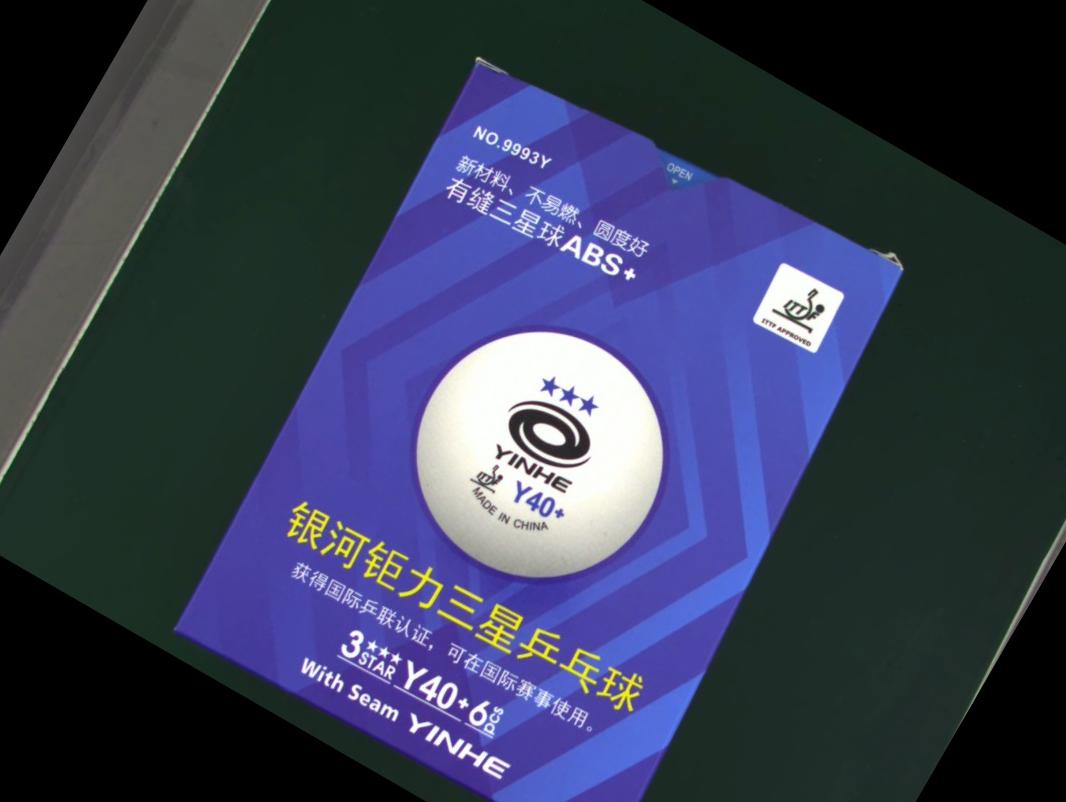 NO.9993Y
新材料、不易燃、圆度好
有缝三星球ABS+
OPEN
ITTF
ITTF APPROVED
YINHE
Y40+
MADE IN CHINA
银河钜力三星乒乓球
获得国际乒联认证，可在国际赛事使用。
3 STAR Y40+ 6PCS
With Seam YINHE